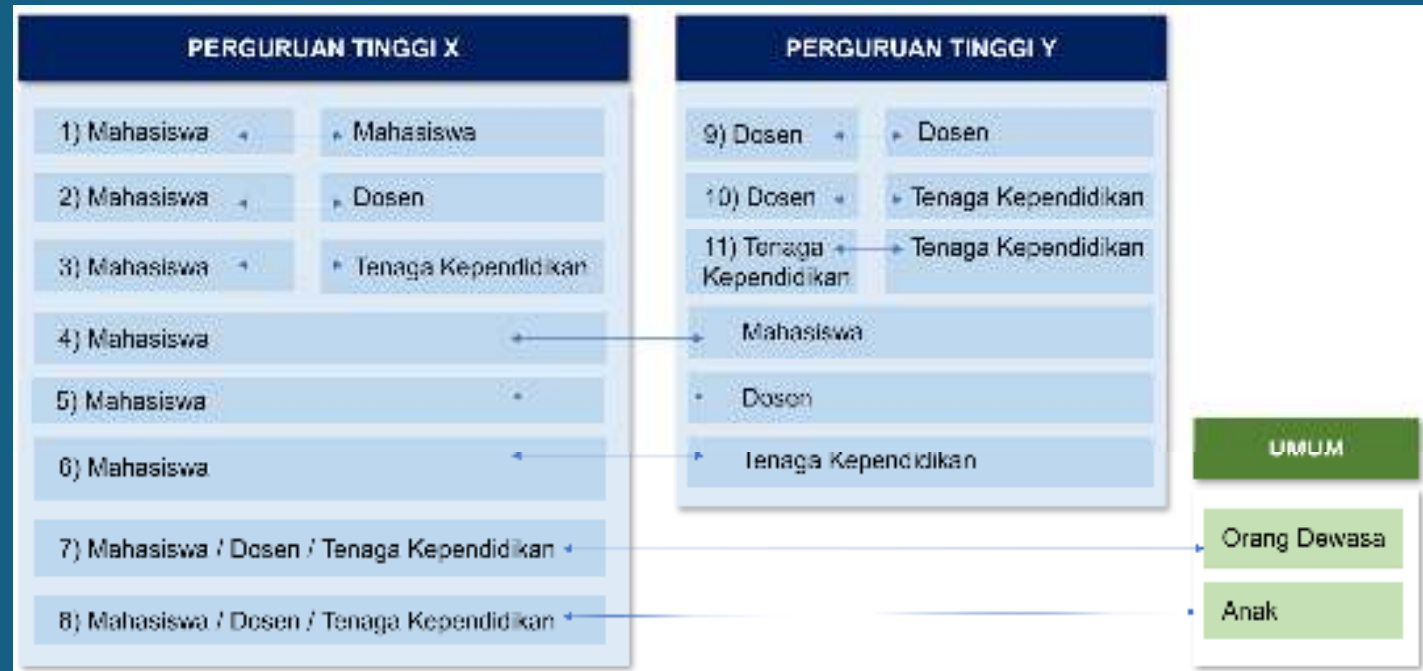 PERGURUAN TINGGI X
1) Mahasiswa Mahasiswa
2) Mahasiswa Dosen
3) Mahasiswa Tenaga Kependidikan
4) Mahasiswa
5) Mahasiswa
6) Mahasiswa
7) Mahasiswa / Dosen / Tenaga Kependidikan
8) Mahasiswa / Dosen / Tenaga Kependidikan
PERGURUAN TINGGI Y
9) Dosen Dosen
10) Dosen Tenaga Kependidikan
11) Tenaga Tenaga Kependidikan
Kependidikan
Mahasiswa
Dosen
Tenaga Kependidikan
UMUM
Orang Dewasa
Anak